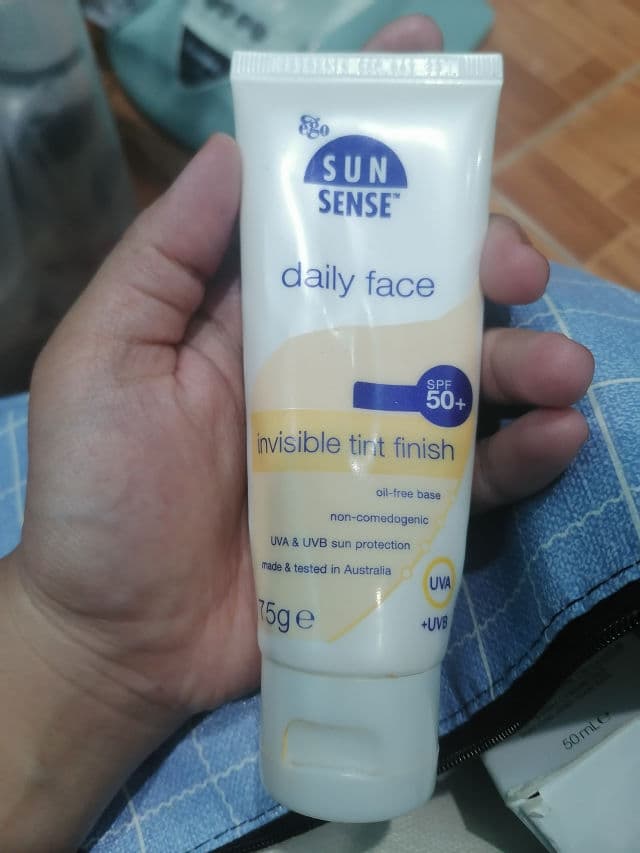 ego
SUN
SENSE™
daily face
SPF
50+
invisible tint finish
oil-free base
non-comedogenic
UVA & UVB sun protection
made & tested in Australia
UVA
75g e
+UVB
50 mL e